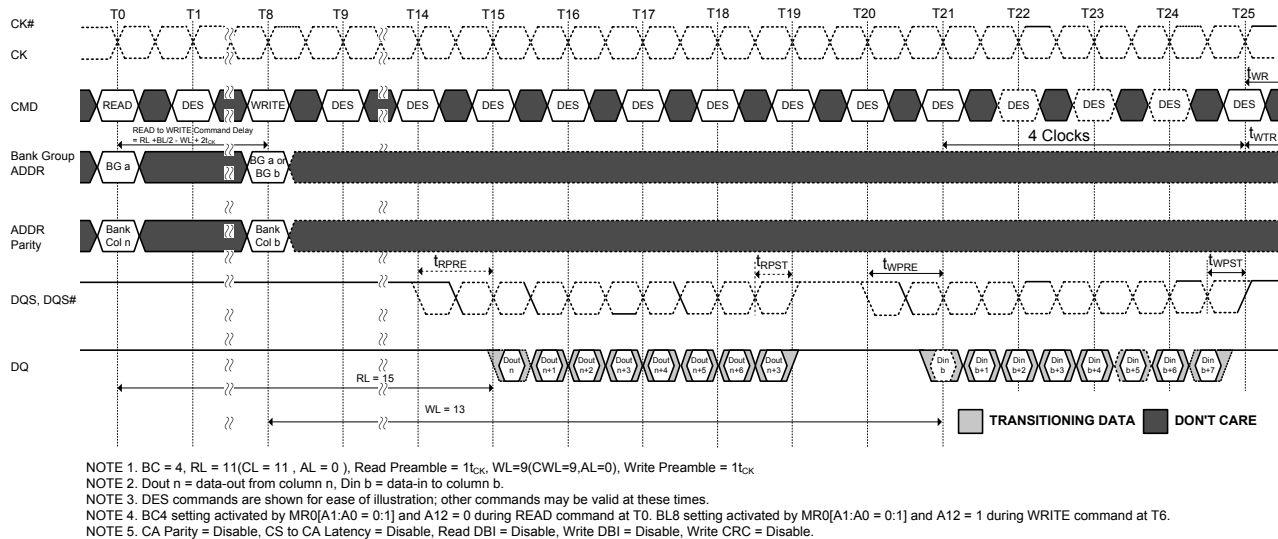 T0 T1 T8 T9 T14 T15 T16 T17 T18 T19 T20 T21 T22 T23 T24 T25
CK#
CK
tWR
CMD
READ DES WRITE DES DES DES DES DES DES DES DES DES DES DES DES DES
READ to WRITE Command Delay
= RL +BL/2 - WL + 2tCK
4 Clocks
tWTR
Bank Group
ADDR
BG a
BG a or
BG b
ADDR
Parity
Bank
Col n
Bank
Col b
tRPRE
tRPST
tWPRE
tWPST
DQS, DQS#
DQ
Dout
n
Dout
n+1
Dout
n+2
Dout
n+3
Dout
n+4
Dout
n+5
Dout
n+6
Dout
n+3
Din
b
Din
b+1
Din
b+2
Din
b+3
Din
b+4
Din
b+5
Din
b+6
Din
b+7
RL = 15
WL = 13
TRANSITIONING DATA
DON'T CARE
NOTE 1. BC = 4, RL = 11(CL = 11 , AL = 0 ), Read Preamble = 1tCK, WL=9(CWL=9,AL=0), Write Preamble = 1tCK
NOTE 2. Dout n = data-out from column n, Din b = data-in to column b.
NOTE 3. DES commands are shown for ease of illustration; other commands may be valid at these times.
NOTE 4. BC4 setting activated by MR0[A1:A0 = 0:1] and A12 = 0 during READ command at T0. BL8 setting activated by MR0[A1:A0 = 0:1] and A12 = 1 during WRITE command at T6.
NOTE 5. CA Parity = Disable, CS to CA Latency = Disable, Read DBI = Disable, Write DBI = Disable, Write CRC = Disable.